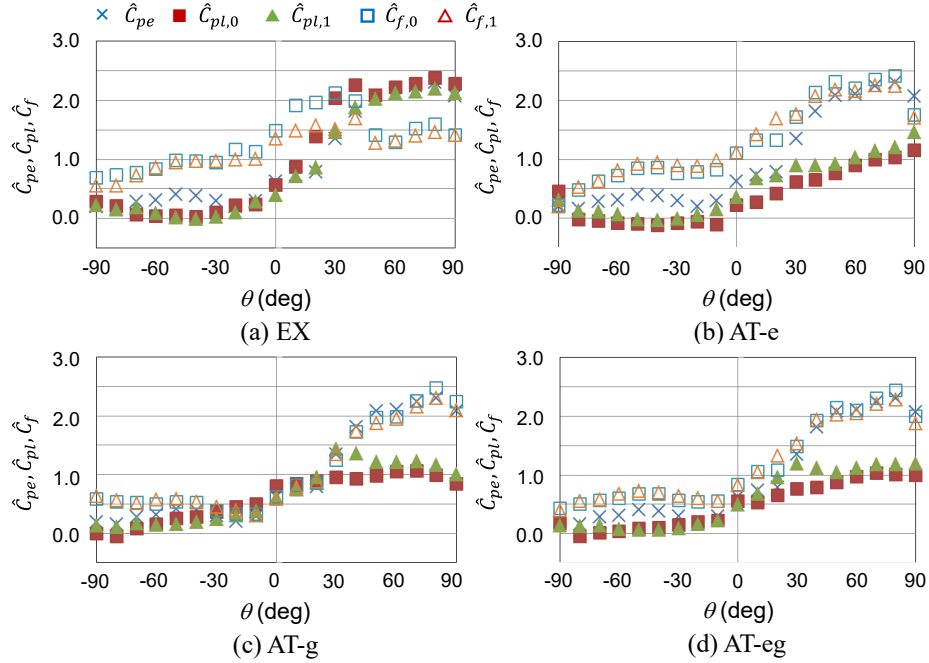 Ĉpe Ĉpl,0 Ĉpl,1 Ĉf,0 Ĉf,1
3.0 3.0
2.0 2.0
1.0 1.0
0.0 0.0
Ĉpe, Ĉpl, Ĉf Ĉpe, Ĉpl, Ĉf
-90 -60 -30 0 30 60 90 -90 -60 -30 0 30 60 90
θ (deg) θ (deg)
(a) EX (b) AT-e
3.0 3.0
2.0 2.0
1.0 1.0
0.0 0.0
Ĉpe, Ĉpl, Ĉf Ĉpe, Ĉpl, Ĉf
-90 -60 -30 0 30 60 90 -90 -60 -30 0 30 60 90
θ (deg) θ (deg)
(c) AT-g (d) AT-eg